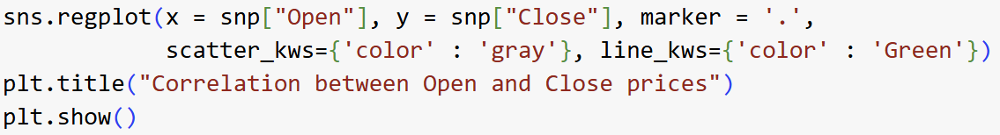 sns.regplot(x = snp["Open"], y = snp["Close"], marker = '.',
            scatter_kws={'color' : 'gray'}, line_kws={'color' : 'Green'})
plt.title("Correlation between Open and Close prices")
plt.show()